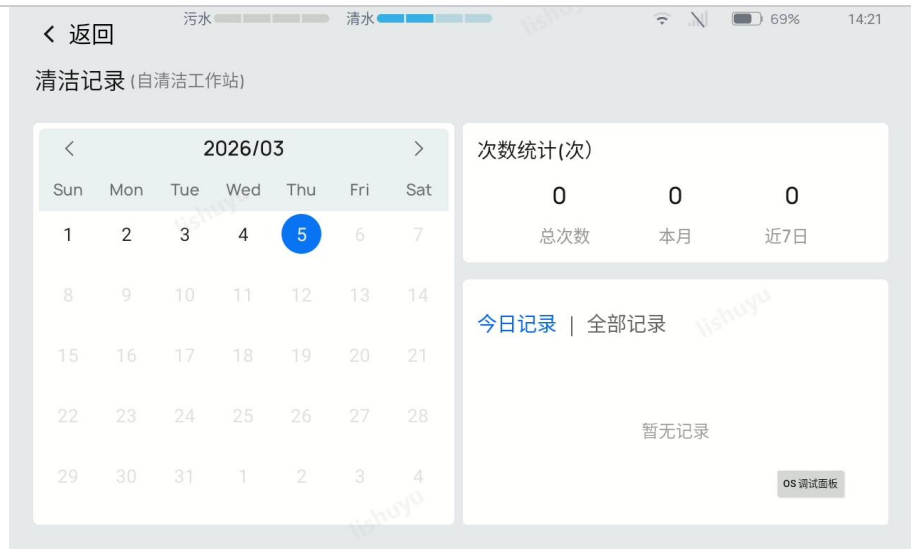 污水 清水 69% 14:21
返回
清洁记录 (自清洁工作站)
2026/03
Sun Mon Tue Wed Thu Fri Sat
1 2 3 4 5 6 7
8 9 10 11 12 13 14
15 16 17 18 19 20 21
22 23 24 25 26 27 28
29 30 31 1 2 3 4
次数统计(次）
0 0 0
总次数 本月 近7日
今日记录 | 全部记录
暂无记录
OS 调试面板
lishuyu
lishuyu
lishuyu
lishuyu